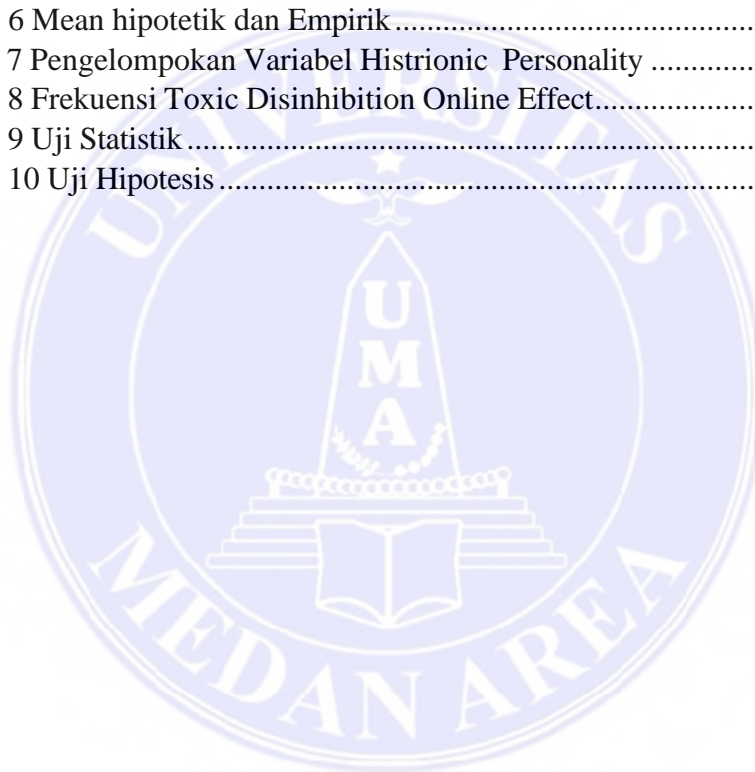 6 Mean hipotetik dan Empirik....................................
7 Pengelompokan Variabel Histrionic Personality .............
8 Frekuensi Toxic Disinhibition Online Effect.....................
9 Uji Statistik..............................................................
10 Uji Hipotesis..........................................................
UNIVERSITAS
UMA
MEDAN AREA